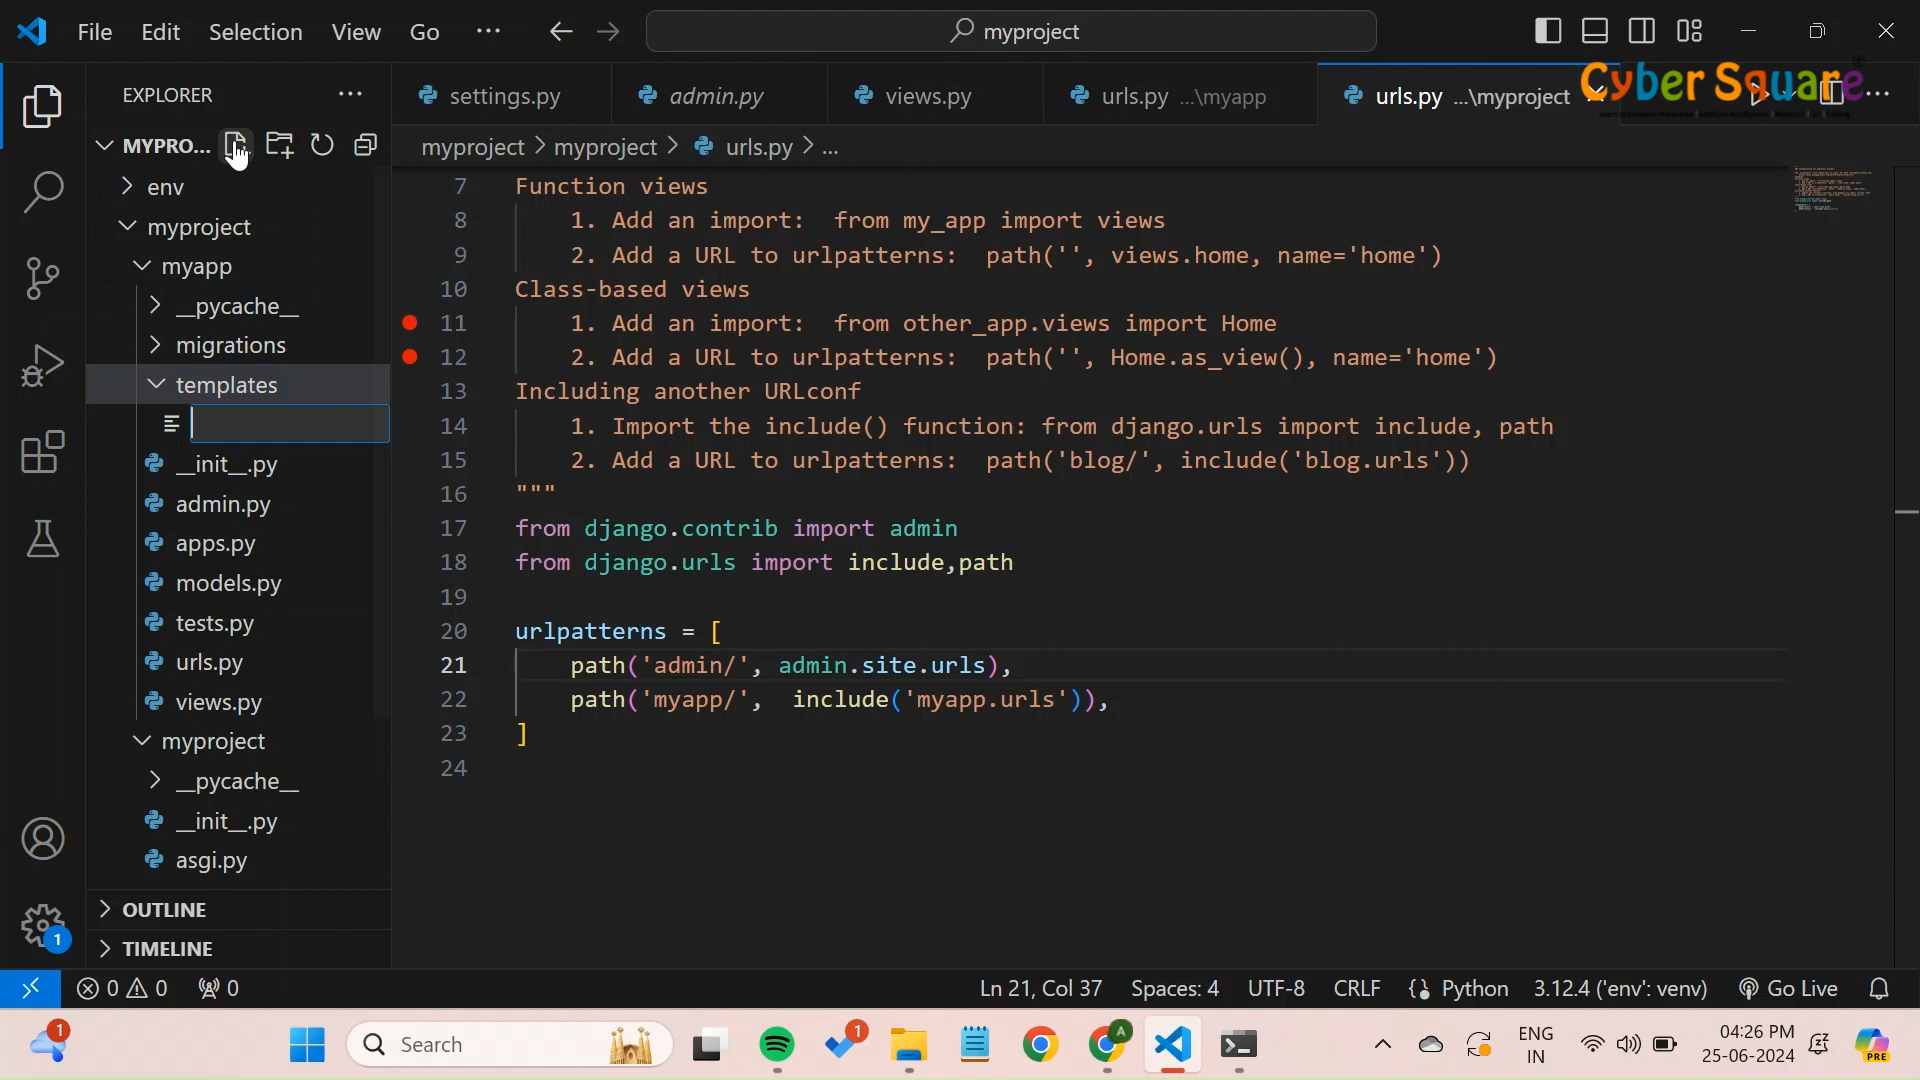 File Edit Selection View Go ... myproject
Cyber Square
EXPLORER ...
settings.py admin.py views.py urls.py ...\myapp urls.py ...\myproject
MYPRO...
myproject > myproject > urls.py > ...
env
myproject
myapp
__pycache__
migrations
templates
__init__.py
admin.py
apps.py
models.py
tests.py
urls.py
views.py
myproject
__pycache__
__init__.py
asgi.py
OUTLINE
TIMELINE
7 Function views
8 1. Add an import:  from my_app import views
9 2. Add a URL to urlpatterns:  path('', views.home, name='home')
10 Class-based views
11 1. Add an import:  from other_app.views import Home
12 2. Add a URL to urlpatterns:  path('', Home.as_view(), name='home')
13 Including another URLconf
14 1. Import the include() function: from django.urls import include, path
15 2. Add a URL to urlpatterns:  path('blog/', include('blog.urls'))
16 """
17 from django.contrib import admin
18 from django.urls import include,path
19
20 urlpatterns = [
21 path('admin/', admin.site.urls),
22 path('myapp/',  include('myapp.urls')),
23 ]
24
1
0 0 0 Ln 21, Col 37 Spaces: 4 UTF-8 CRLF Python 3.12.4 ('env': venv) Go Live
1 Search 1 A ENG IN 04:26 PM 25-06-2024 PRE